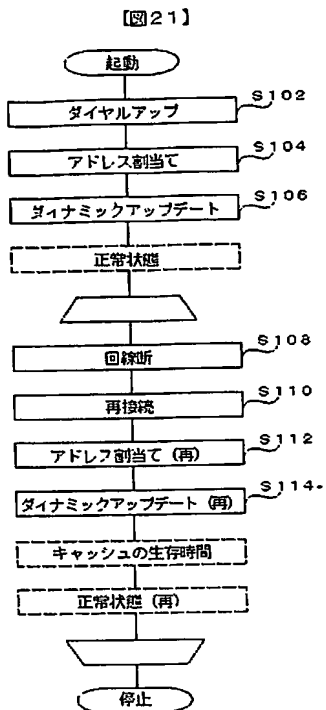 【図21】
起動
S102
ダイヤルアップ
S104
アドレス割当て
S106
ダイナミックアップデート
正常状態
S108
回線断
S110
再接続
S112
アドレス割当て(再)
S114.
ダイナミックアップデート(再)
キャッシュの生存時間
正常状態(再)
停止